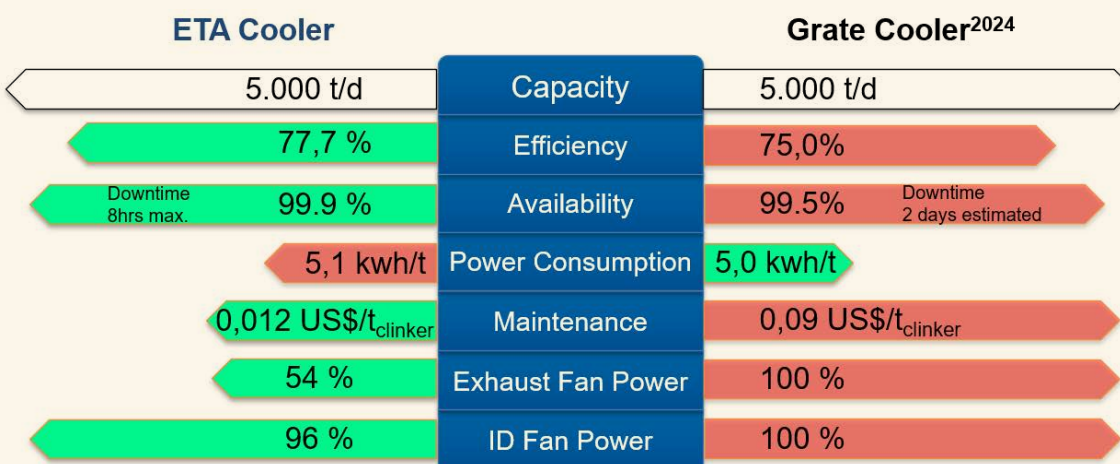 ETA Cooler Grate Cooler2024
5.000 t/d Capacity 5.000 t/d
77,7 % Efficiency 75,0%
Downtime
8hrs max. 99.9 % Availability 99.5% Downtime
2 days estimated
5,1 kwh/t Power Consumption 5,0 kwh/t
0,012 US$/tclinker Maintenance 0,09 US$/tclinker
54 % Exhaust Fan Power 100 %
96 % ID Fan Power 100 %